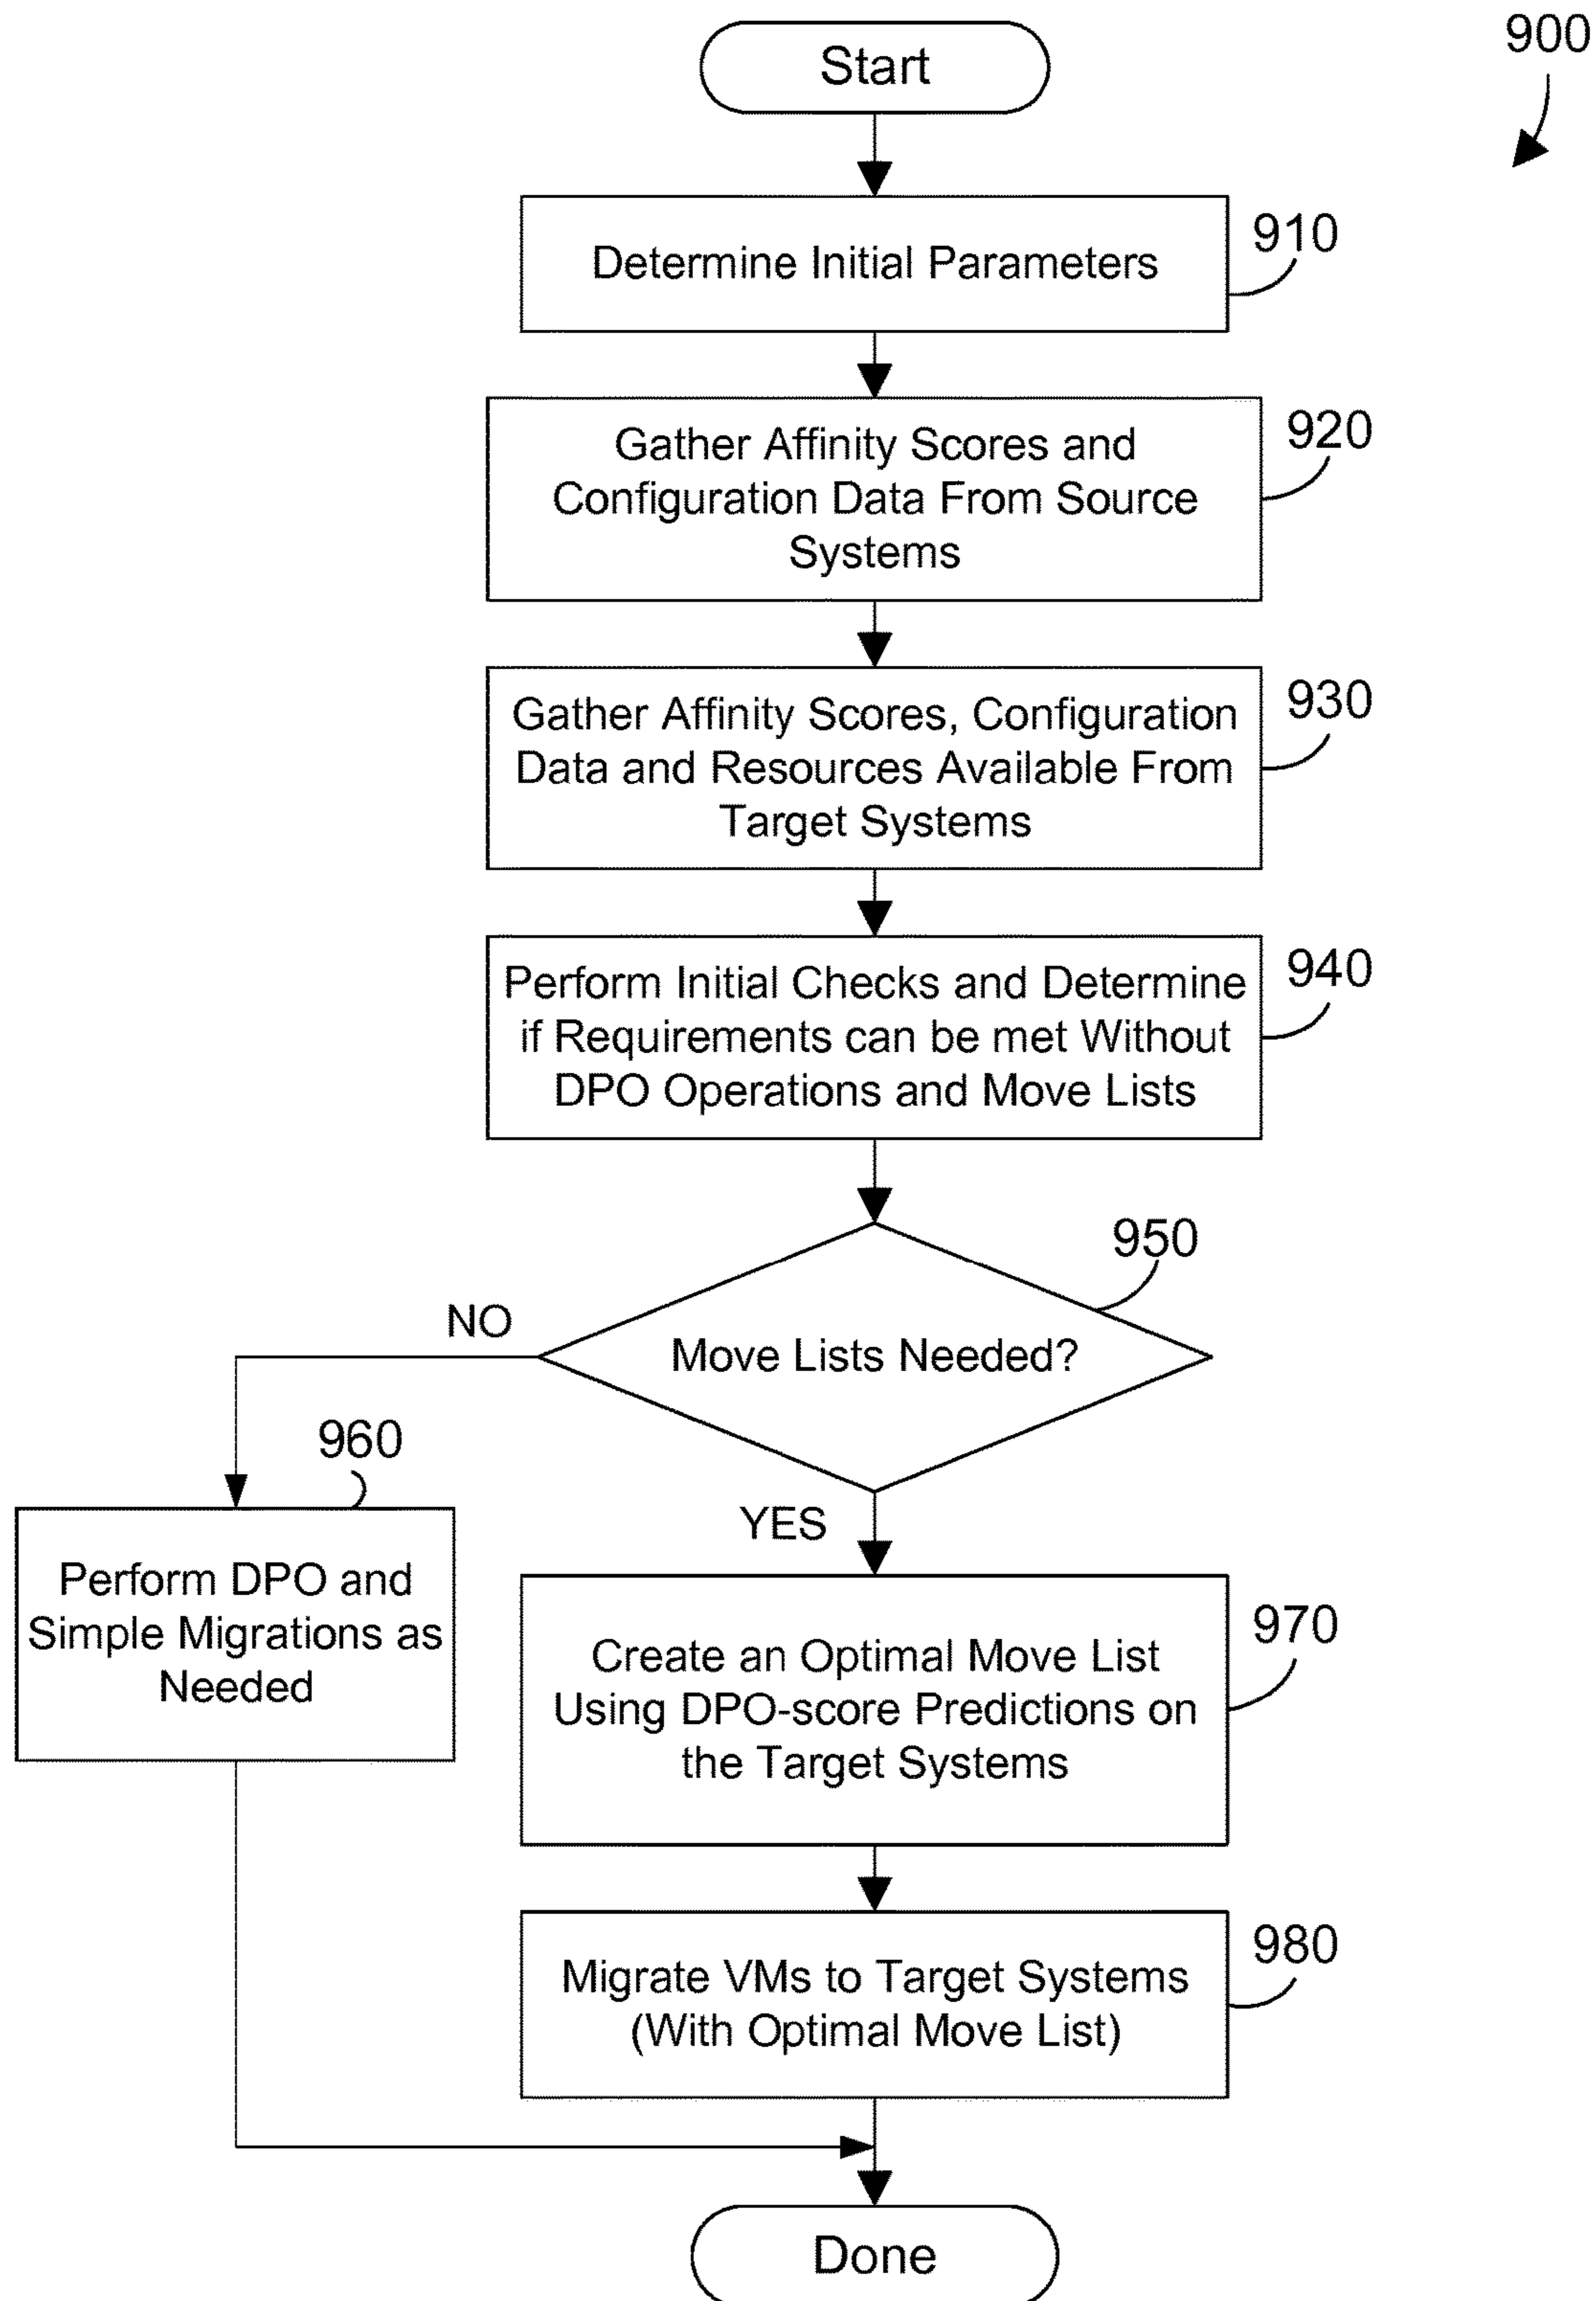 900
Start
Determine Initial Parameters
910
Gather Affinity Scores and
Configuration Data From Source
Systems
920
Gather Affinity Scores, Configuration
Data and Resources Available From
Target Systems
930
Perform Initial Checks and Determine
if Requirements can be met Without
DPO Operations and Move Lists
940
950
Move Lists Needed?
NO
YES
960
Perform DPO and
Simple Migrations as
Needed
Create an Optimal Move List
Using DPO-score Predictions on
the Target Systems
970
Migrate VMs to Target Systems
(With Optimal Move List)
980
Done